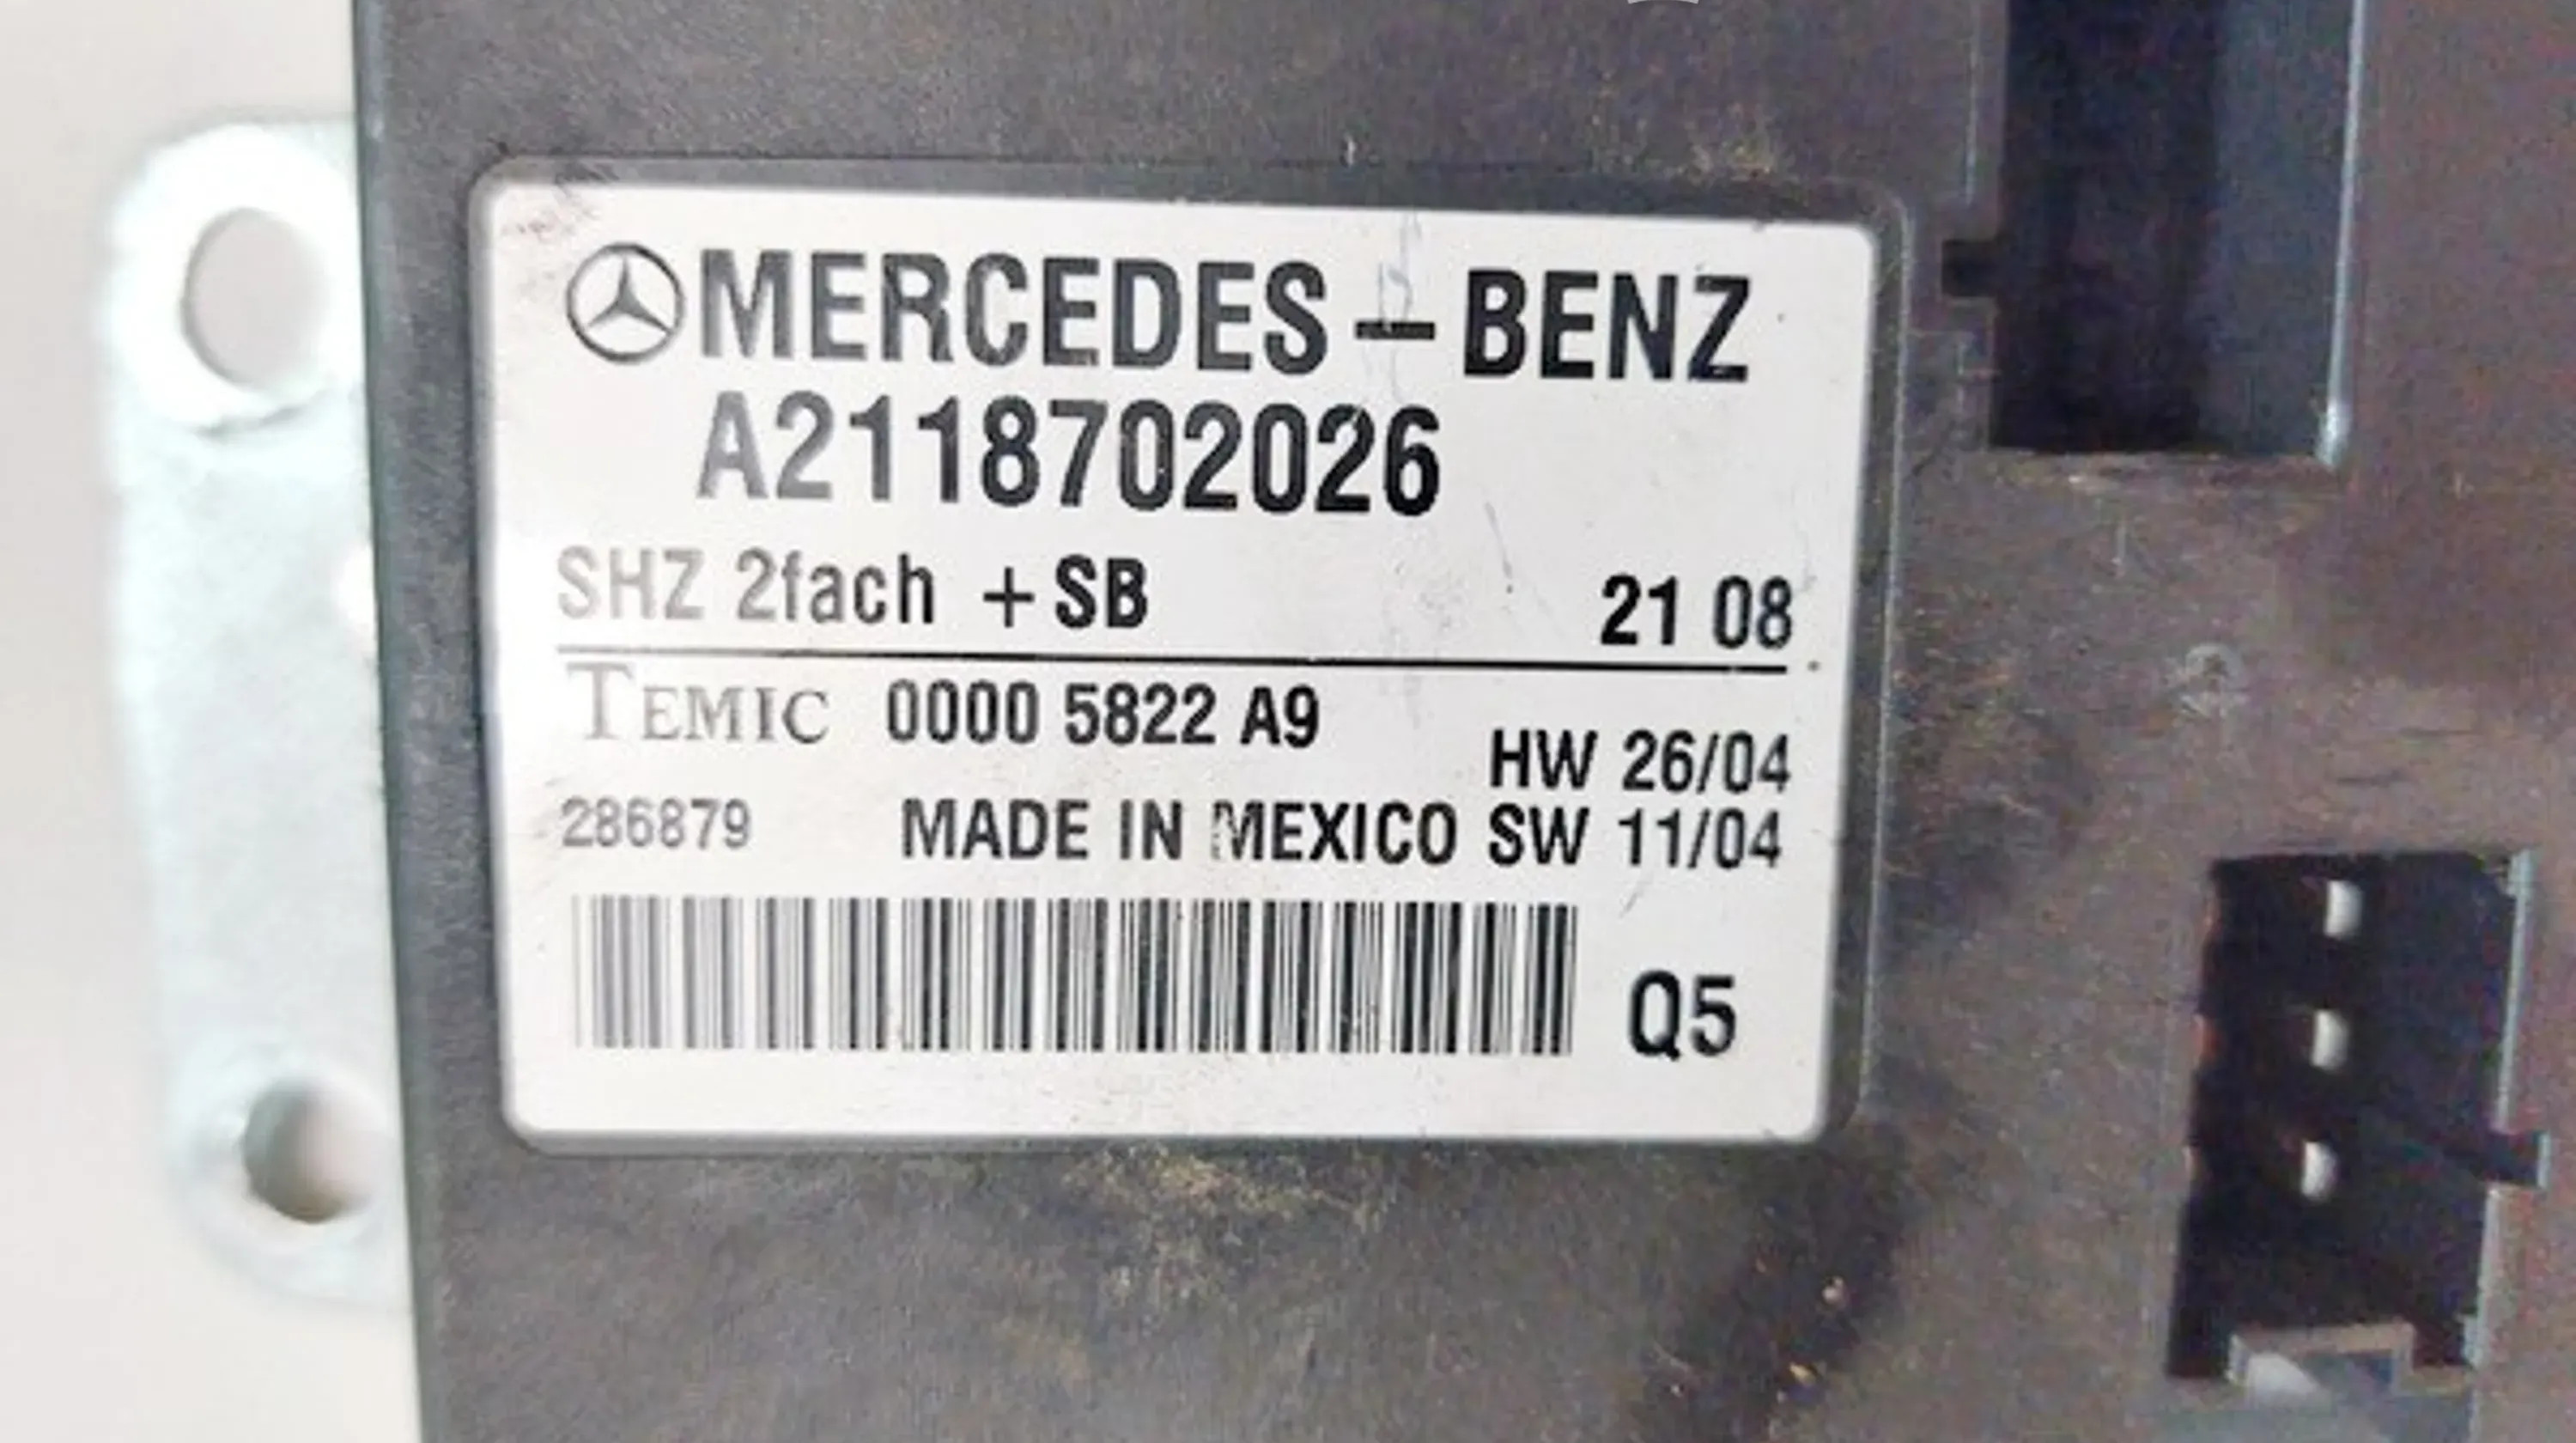 MERCEDES-BENZ
A2118702026
SHZ 2fach +SB 21 08
TEMIC 0000 5822 A9
HW 26/04
286879 MADE IN MEXICO SW 11/04
Q5